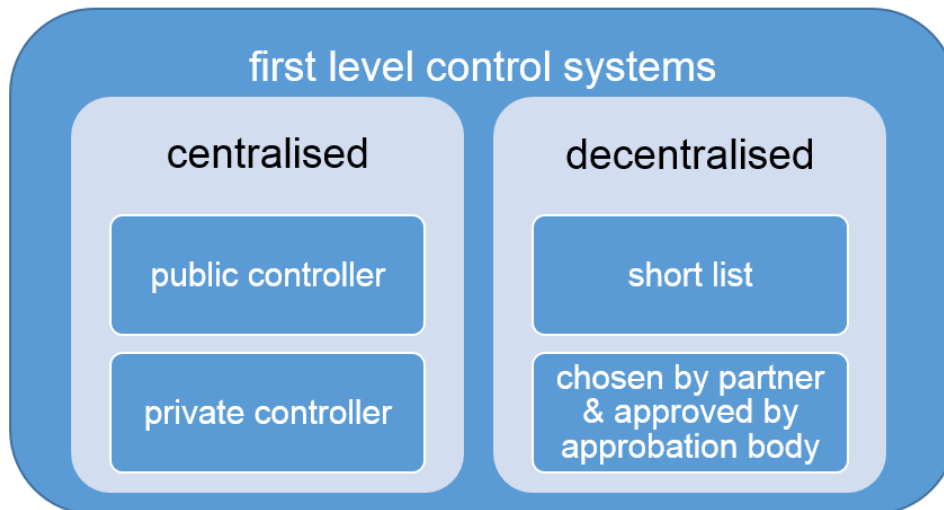 first level control systems
centralised
public controller
private controller
decentralised
short list
chosen by partner
& approved by
approbation body